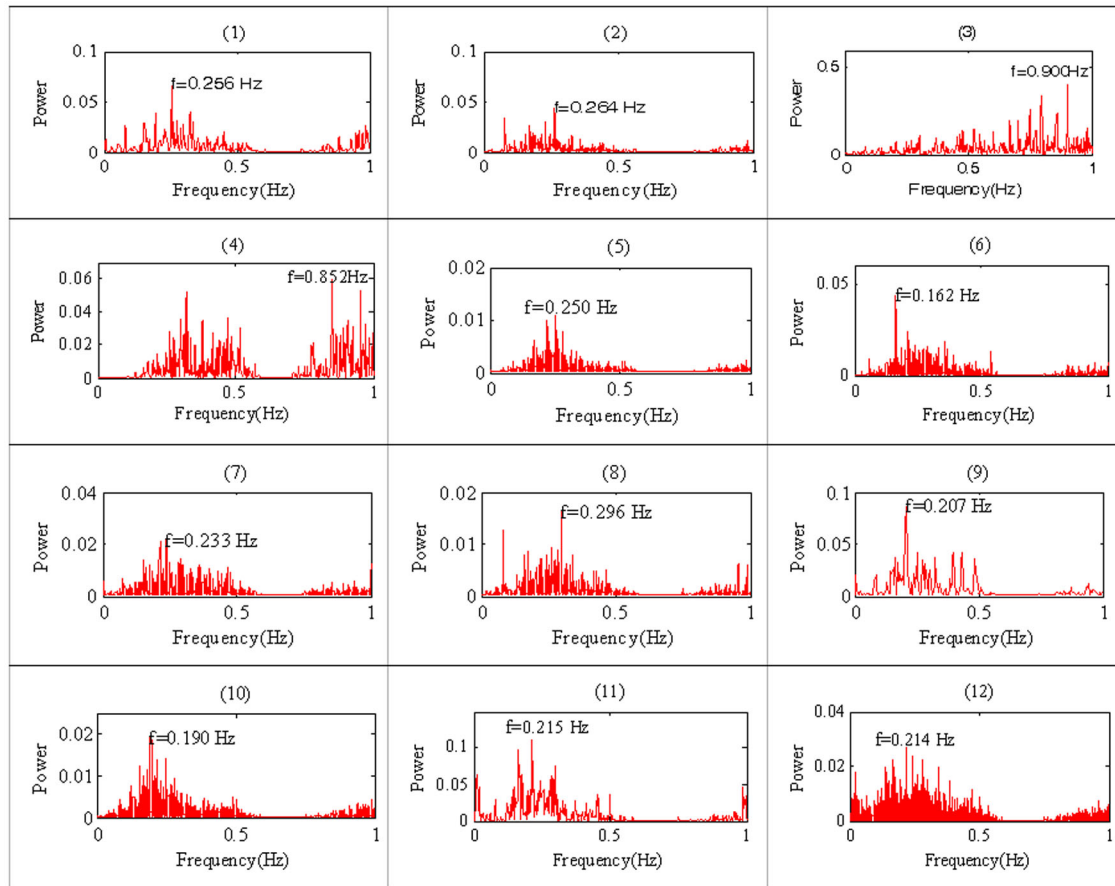 (1)
0.1
0.05
0
Power
f=0.256 Hz
0
0.5
1
Frequency(Hz)
(2)
0.1
0.05
0
Power
f=0.264 Hz
0
0.5
1
Frequency(Hz)
(3)
0.5
0
Power
f=0.900Hz
0
0.5
1
Frequency(Hz)
(4)
0.06
0.04
0.02
0
Power
f=0.852Hz
0
0.5
1
Frequency(Hz)
(5)
0.02
0.01
0
Power
f=0.250 Hz
0
0.5
1
Frequency(Hz)
(6)
0.05
0
Power
f=0.162 Hz
0
0.5
1
Frequency(Hz)
(7)
0.04
0.02
0
Power
f=0.233 Hz
0
0.5
1
Frequency(Hz)
(8)
0.02
0.01
0
Power
f=0.296 Hz
0
0.5
1
Frequency(Hz)
(9)
0.1
0.05
0
Power
f=0.207 Hz
0
0.5
1
Frequency(Hz)
(10)
0.02
0.01
0
Power
f=0.190 Hz
0
0.5
1
Frequency(Hz)
(11)
0.1
0.05
0
Power
f=0.215 Hz
0
0.5
1
Frequency(Hz)
(12)
0.04
0.02
0
Power
f=0.214 Hz
0
0.5
1
Frequency(Hz)